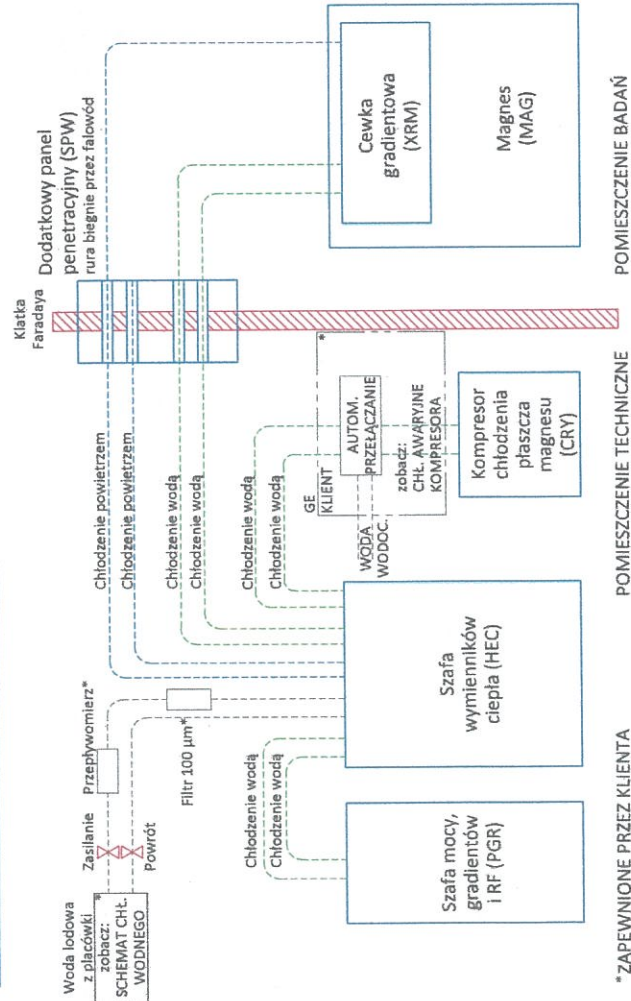 Woda lodowa
z placówki
zobacz:
SCHEMAT CHŁ.
WODNEGO
*
Zasilanie
Powrót
Przepływomierz*
Filtr 100 µm*
Chłodzenie wodą
Chłodzenie wodą
Szafa mocy,
gradientów
i RF (PGR)
Szafa
wymienników
ciepła (HEC)
Chłodzenie powietrzem
Chłodzenie powietrzem
Chłodzenie wodą
Chłodzenie wodą
Chłodzenie wodą
Chłodzenie wodą
GE
KLIENT
*
WODA
WODOC.
AUTOM.
PRZEŁĄCZANIE
zobacz:
CHŁ. AWARYJNE
KOMPRESORA
Kompresor
chłodzenia
płaszcza
magnesu
(CRY)
Klatka
Faradaya
Dodatkowy panel
penetracyjny (SPW)
rura biegnie przez falowód
Cewka
gradientowa
(XRM)
Magnes
(MAG)
*ZAPEWNIONE PRZEZ KLIENTA
POMIESZCZENIE TECHNICZNE
POMIESZCZENIE BADAŃ